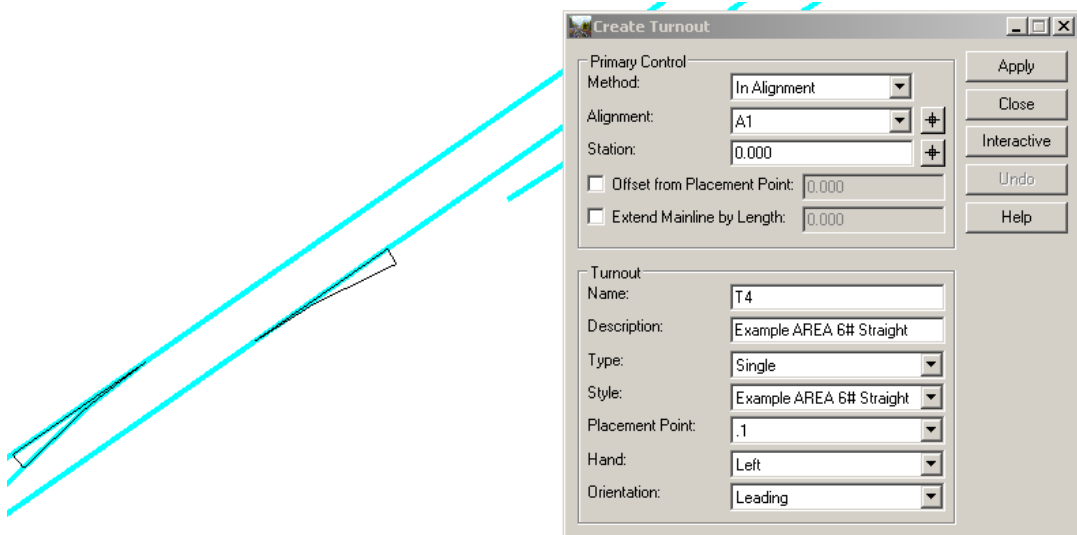 Create Turnout
Primary Control
Method: In Alignment
Alignment: A1
Station: 0.000
Offset from Placement Point: 0.000
Extend Mainline by Length: 0.000
Apply
Close
Interactive
Undo
Help
Turnout
Name: T4
Description: Example AREA 6# Straight
Type: Single
Style: Example AREA 6# Straight
Placement Point: .1
Hand: Left
Orientation: Leading